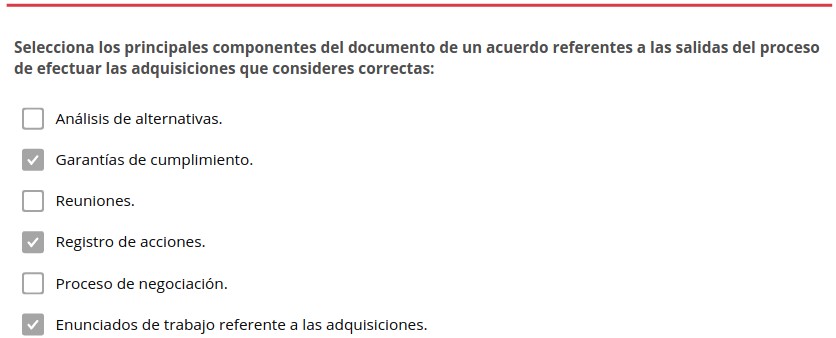 Selecciona los principales componentes del documento de un acuerdo referentes a las salidas del proceso
de efectuar las adquisiciones que consideres correctas:
Análisis de alternativas.
Garantías de cumplimiento.
Reuniones.
Registro de acciones.
Proceso de negociación.
Enunciados de trabajo referente a las adquisiciones.